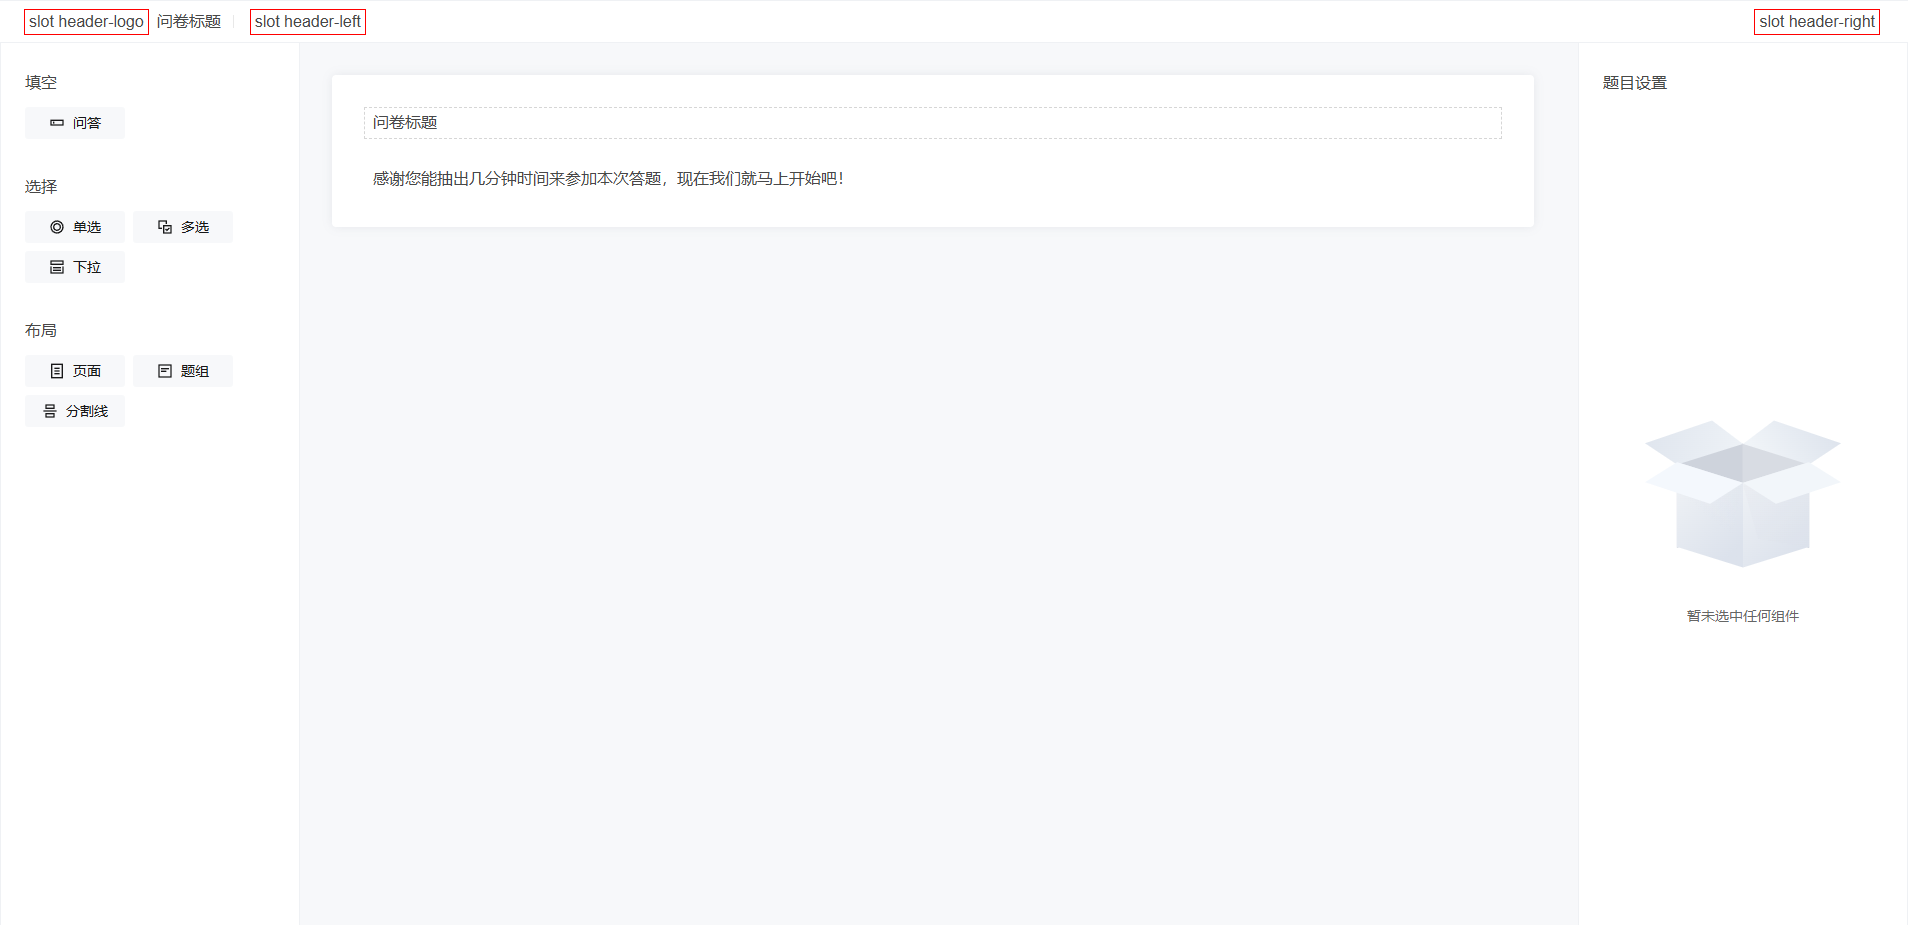 slot header-logo 问卷标题 slot header-left slot header-right
填空
问答
选择
单选 多选
下拉
布局
页面 题组
分割线
问卷标题
感谢您能抽出几分钟时间来参加本次答题，现在我们就马上开始吧！
题目设置
暂未选中任何组件